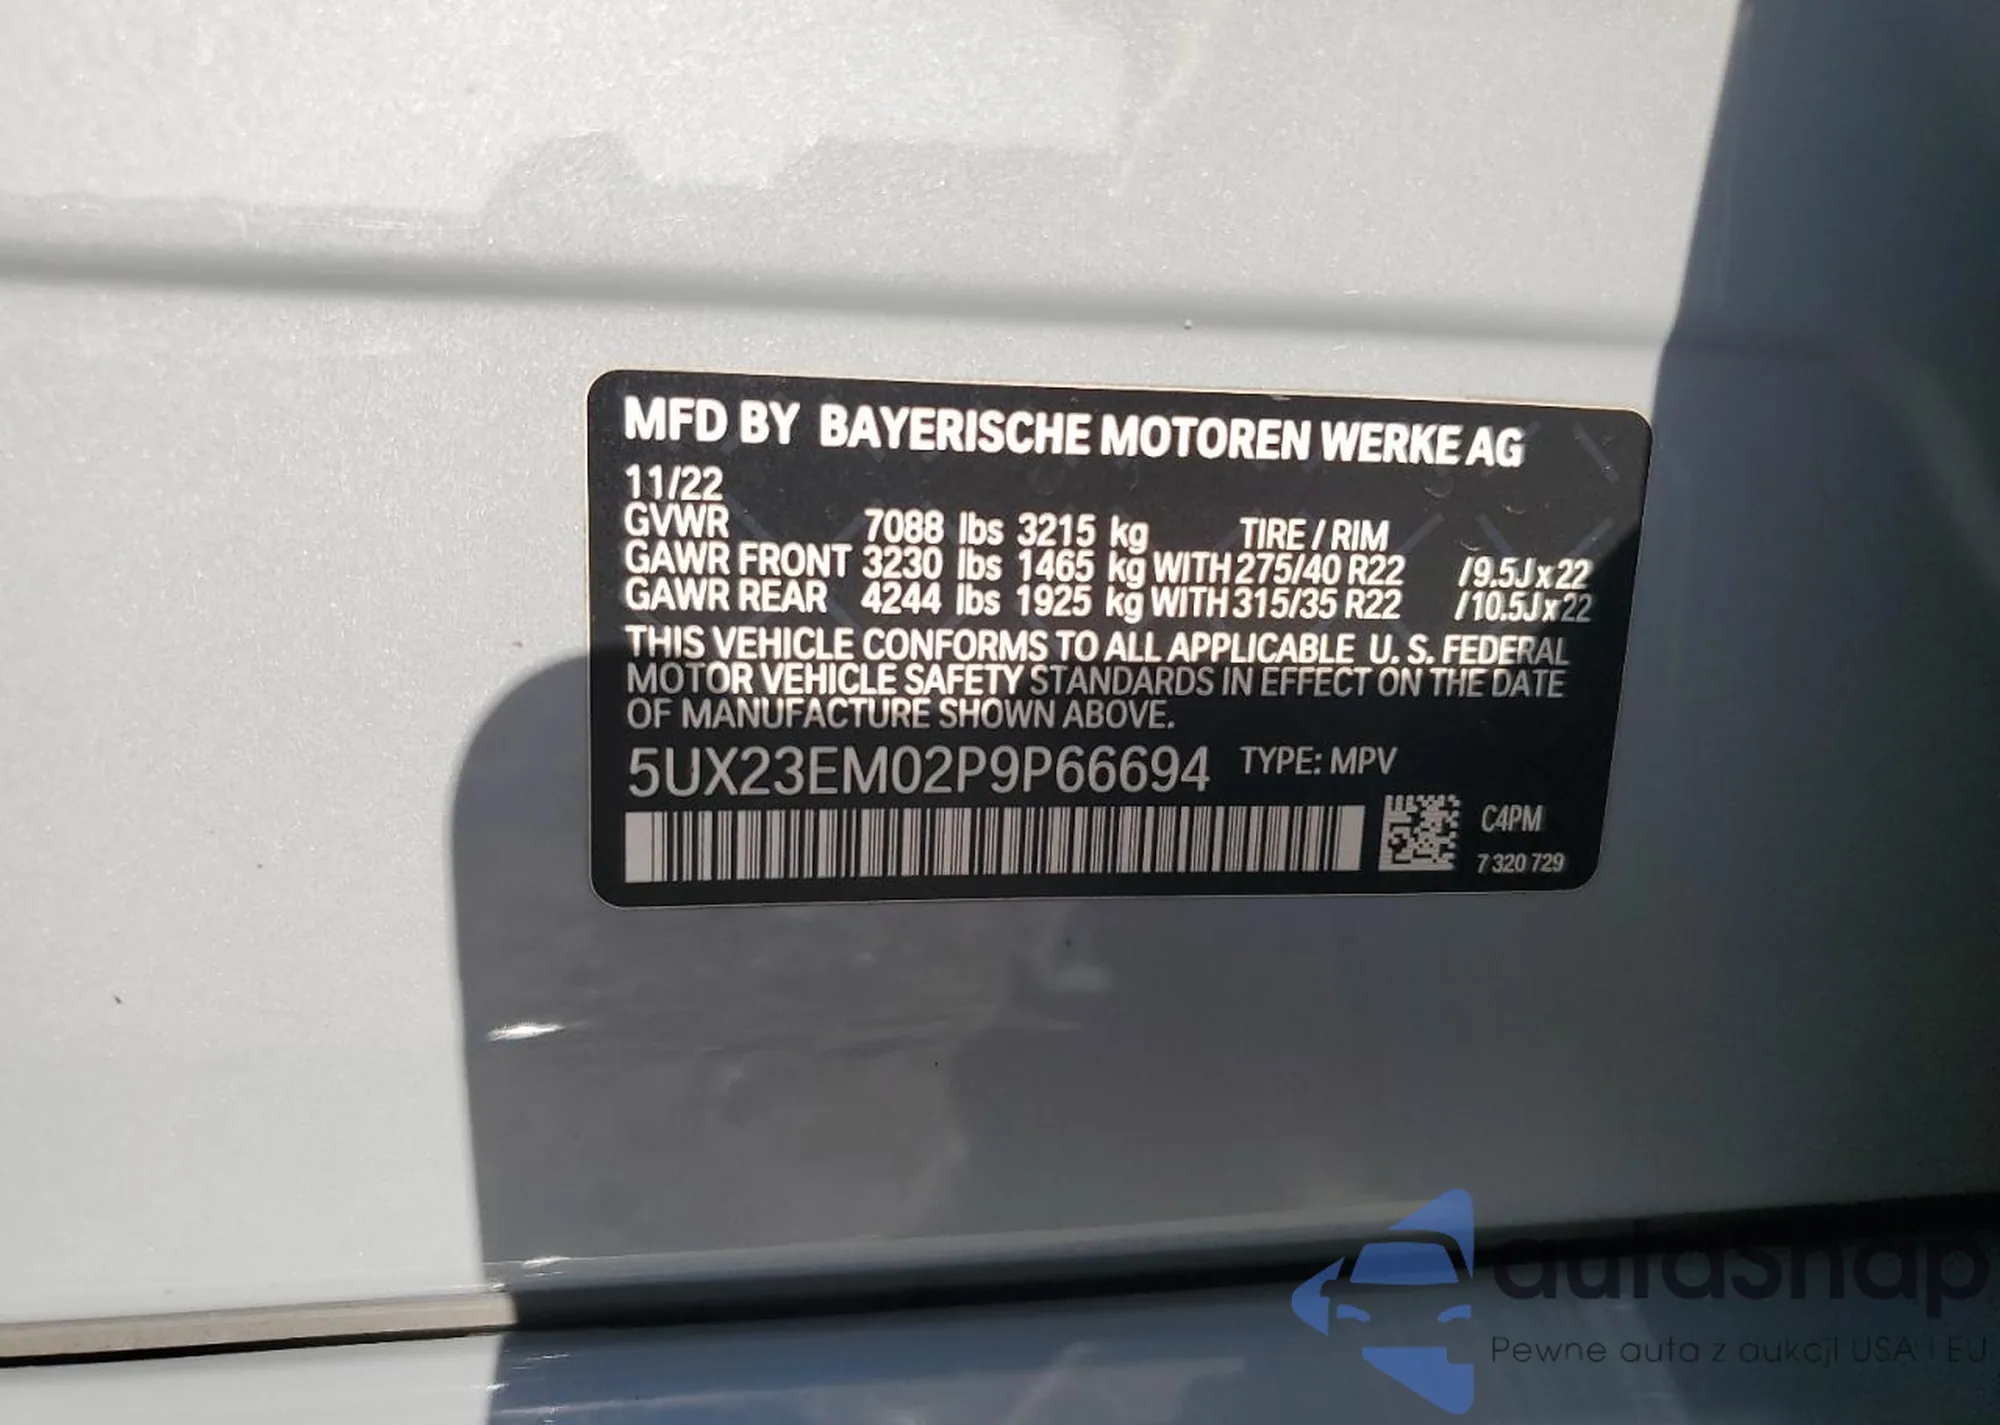 MFD BY BAYERISCHE MOTOREN WERKE AG
11/22
GVWR 7088 lbs 3215 kg TIRE / RIM
GAWR FRONT 3230 lbs 1465 kg WITH 275/40 R22 /9.5Jx22
GAWR REAR 4244 lbs 1925 kg WITH 315/35 R22 /10.5Jx22
THIS VEHICLE CONFORMS TO ALL APPLICABLE U. S. FEDERAL
MOTOR VEHICLE SAFETY STANDARDS IN EFFECT ON THE DATE
OF MANUFACTURE SHOWN ABOVE.
5UX23EM02P9P66694 TYPE: MPV
C4PM
7 320 729
autosnap
Pewne auta z aukcji USA i EU